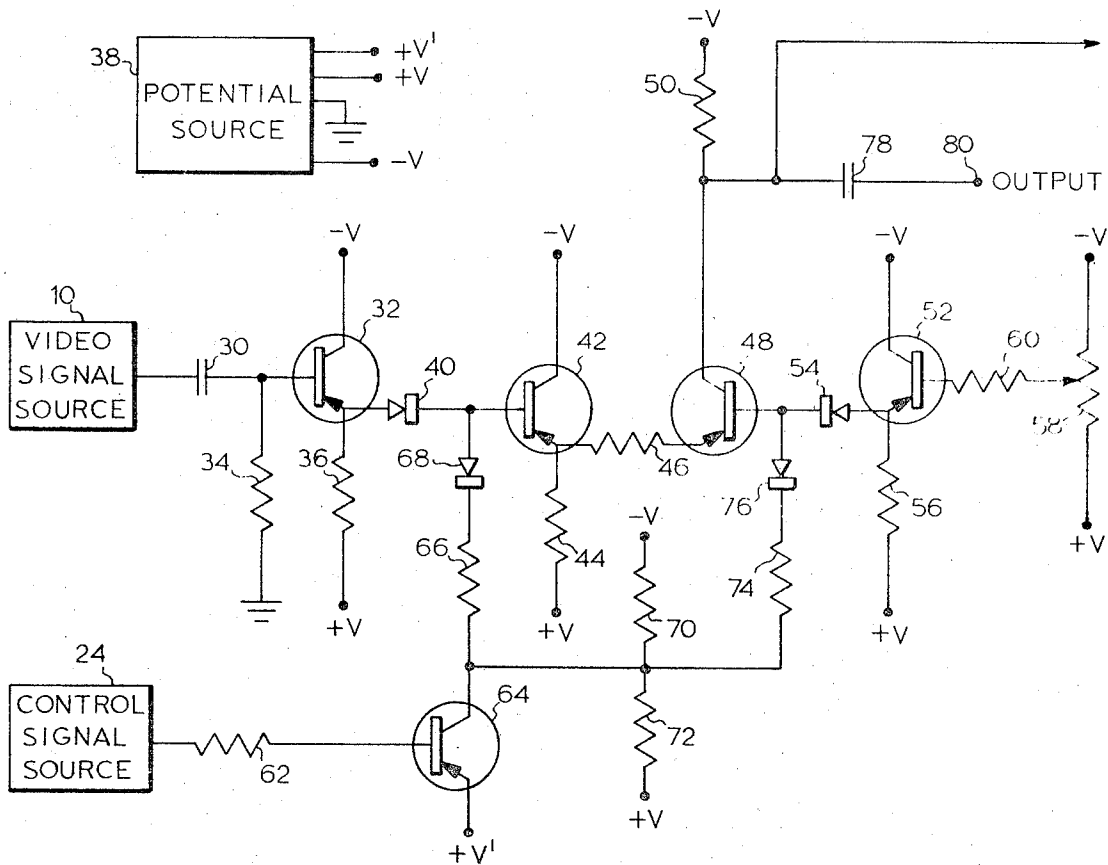 -V
38
+V'
+V
POTENTIAL
SOURCE
-V
50
78
80
OUTPUT
-V
-V
-V
-V
10
VIDEO
SIGNAL
SOURCE
30
32
40
42
48
54
52
60
58
34
36
68
46
76
56
44
-V
+V
66
74
+V
+V
70
+V
24
CONTROL
SIGNAL
SOURCE
64
72
62
+V
+V'